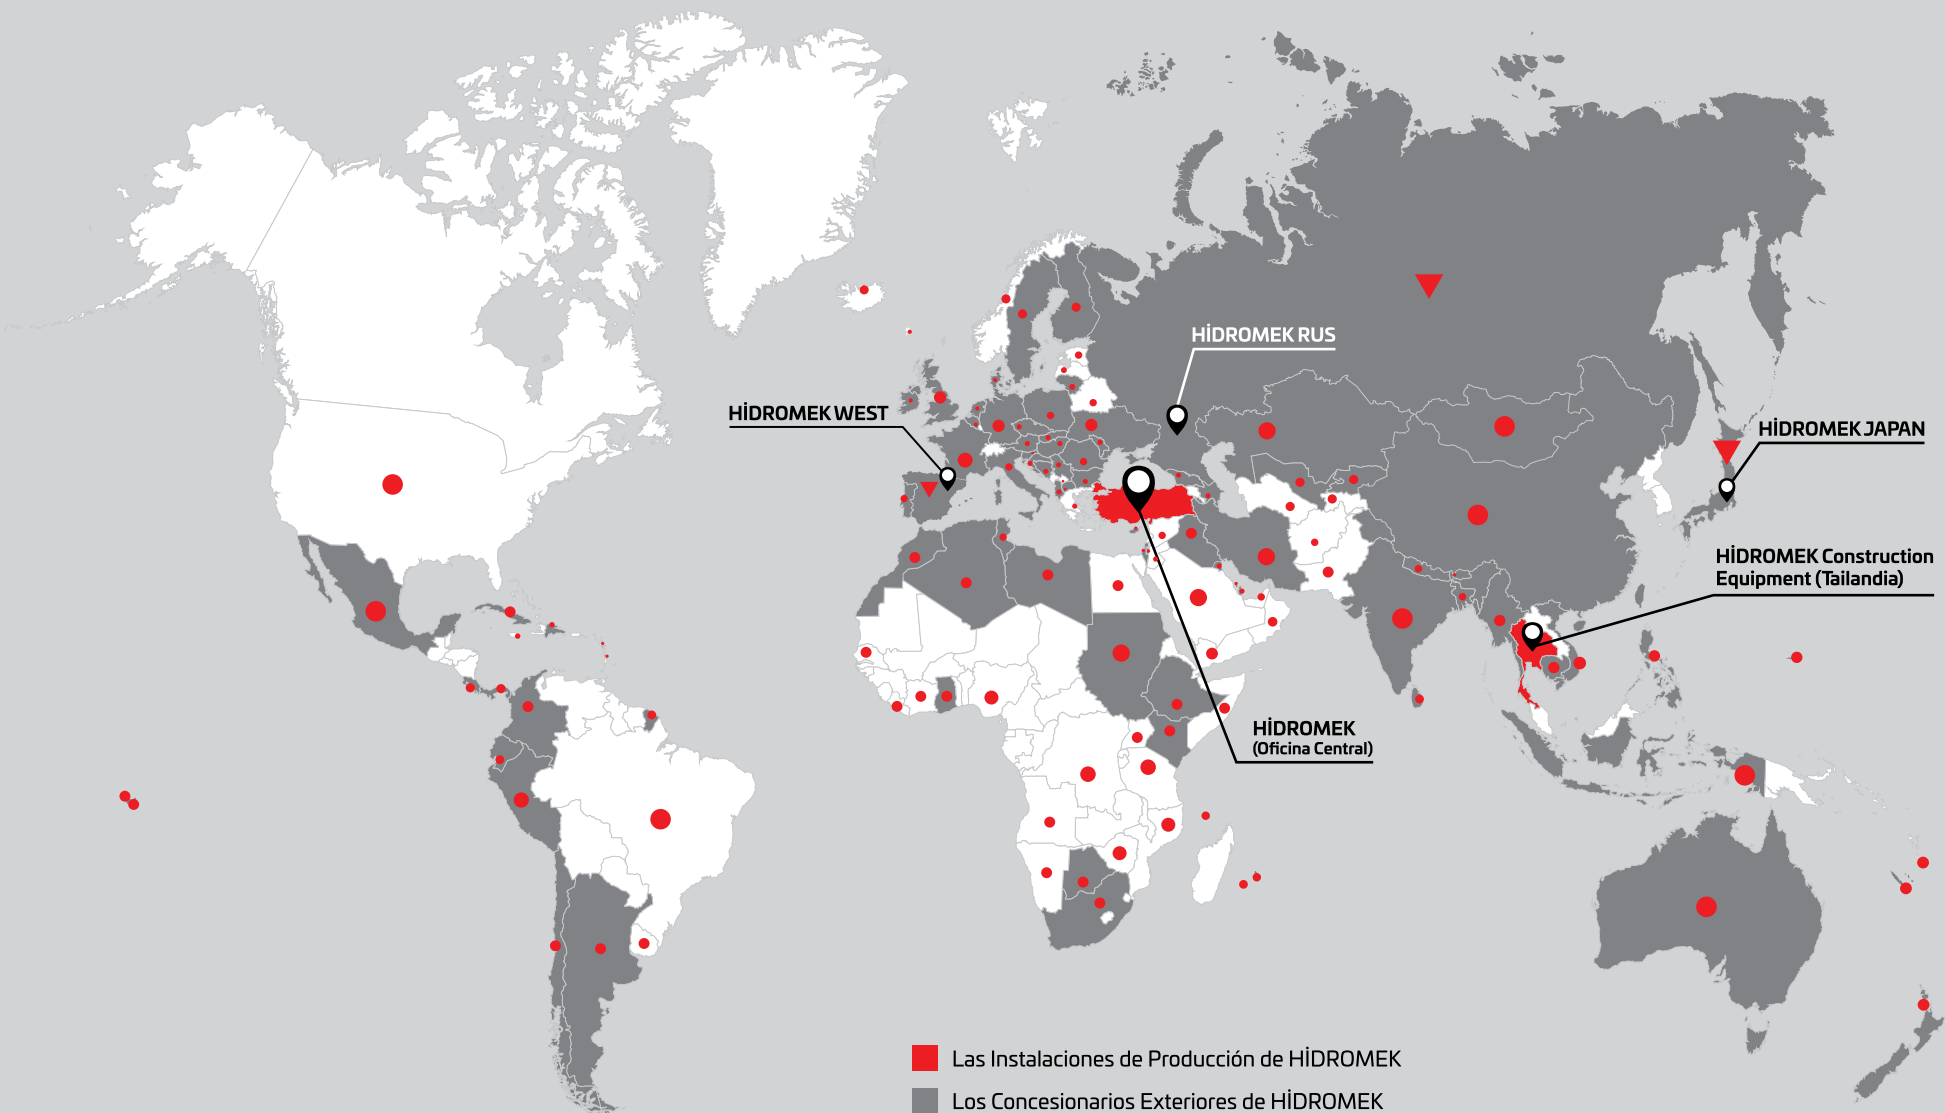 HİDROMEK RUS
HİDROMEK WEST
HİDROMEK JAPAN
HİDROMEK Construction
Equipment (Tailandia)
HİDROMEK
(Oficina Central)
Las Instalaciones de Producción de HİDROMEK
Los Concesionarios Exteriores de HİDROMEK